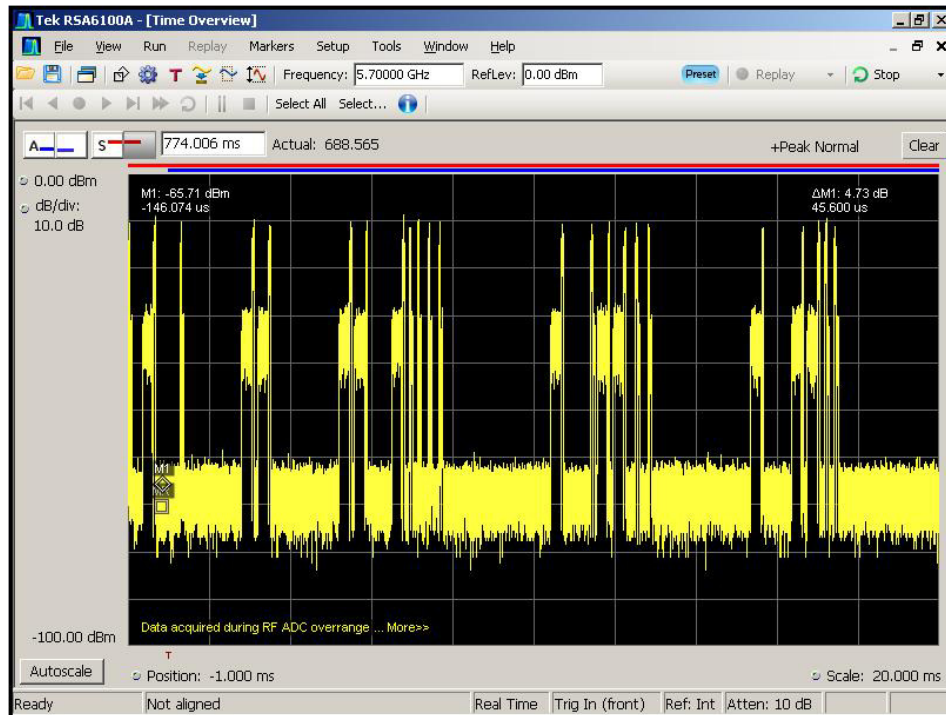 Tek RSA6100A - [Time Overview]
File View Run Replay Markers Setup Tools Window Help
T Frequency: 5.70000 GHz RefLev: 0.00 dBm Preset Replay Stop
Select All Select...
A S 774.006 ms Actual: 688.565 +Peak Normal Clear
0.00 dBm
dB/div:
10.0 dB
M1: -65.71 dBm
-146.074 us
ΔM1: 4.73 dB
45.600 us
M1
Data acquired during RF ADC overrange ... More>>
-100.00 dBm
T
Autoscale Position: -1.000 ms Scale: 20.000 ms
Ready Not aligned Real Time Trig In (front) Ref: Int Atten: 10 dB